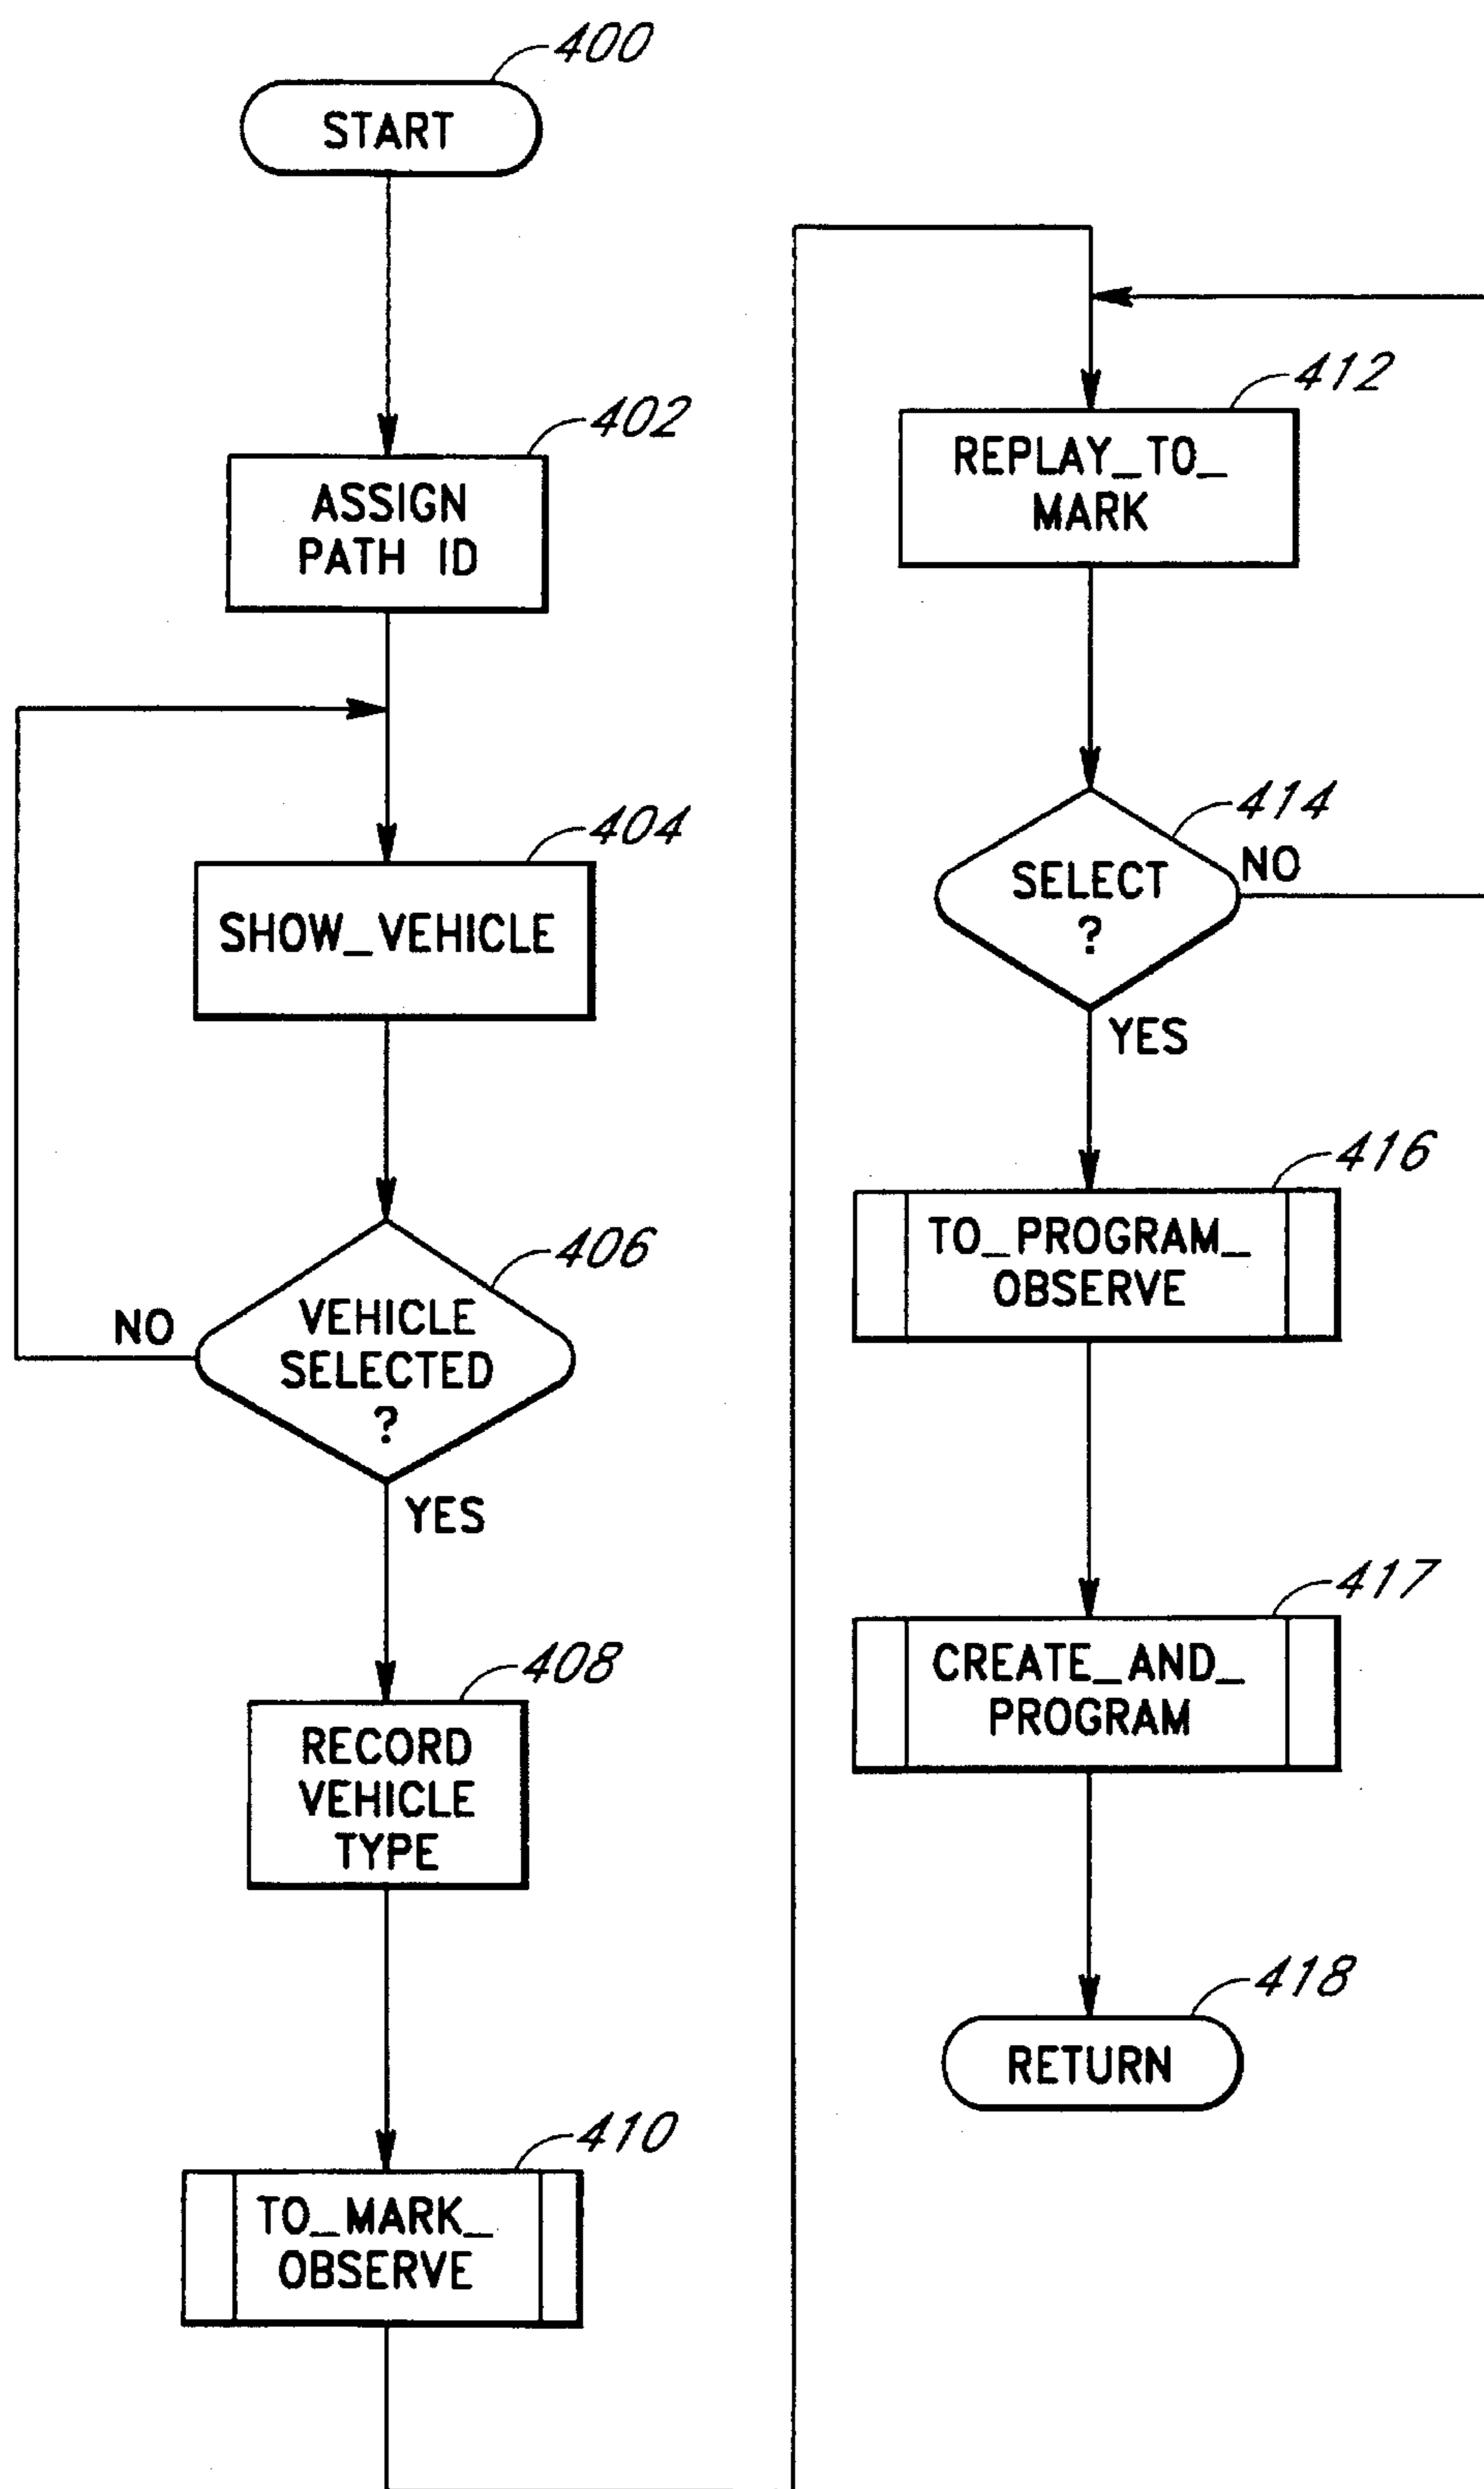 400
START
402
ASSIGN
PATH ID
404
SHOW_VEHICLE
406
VEHICLE
SELECTED
?
NO
YES
408
RECORD
VEHICLE
TYPE
410
TO_MARK_
OBSERVE
412
REPLAY_TO_
MARK
414
SELECT
?
NO
YES
416
TO_PROGRAM_
OBSERVE
417
CREATE_AND_
PROGRAM
418
RETURN